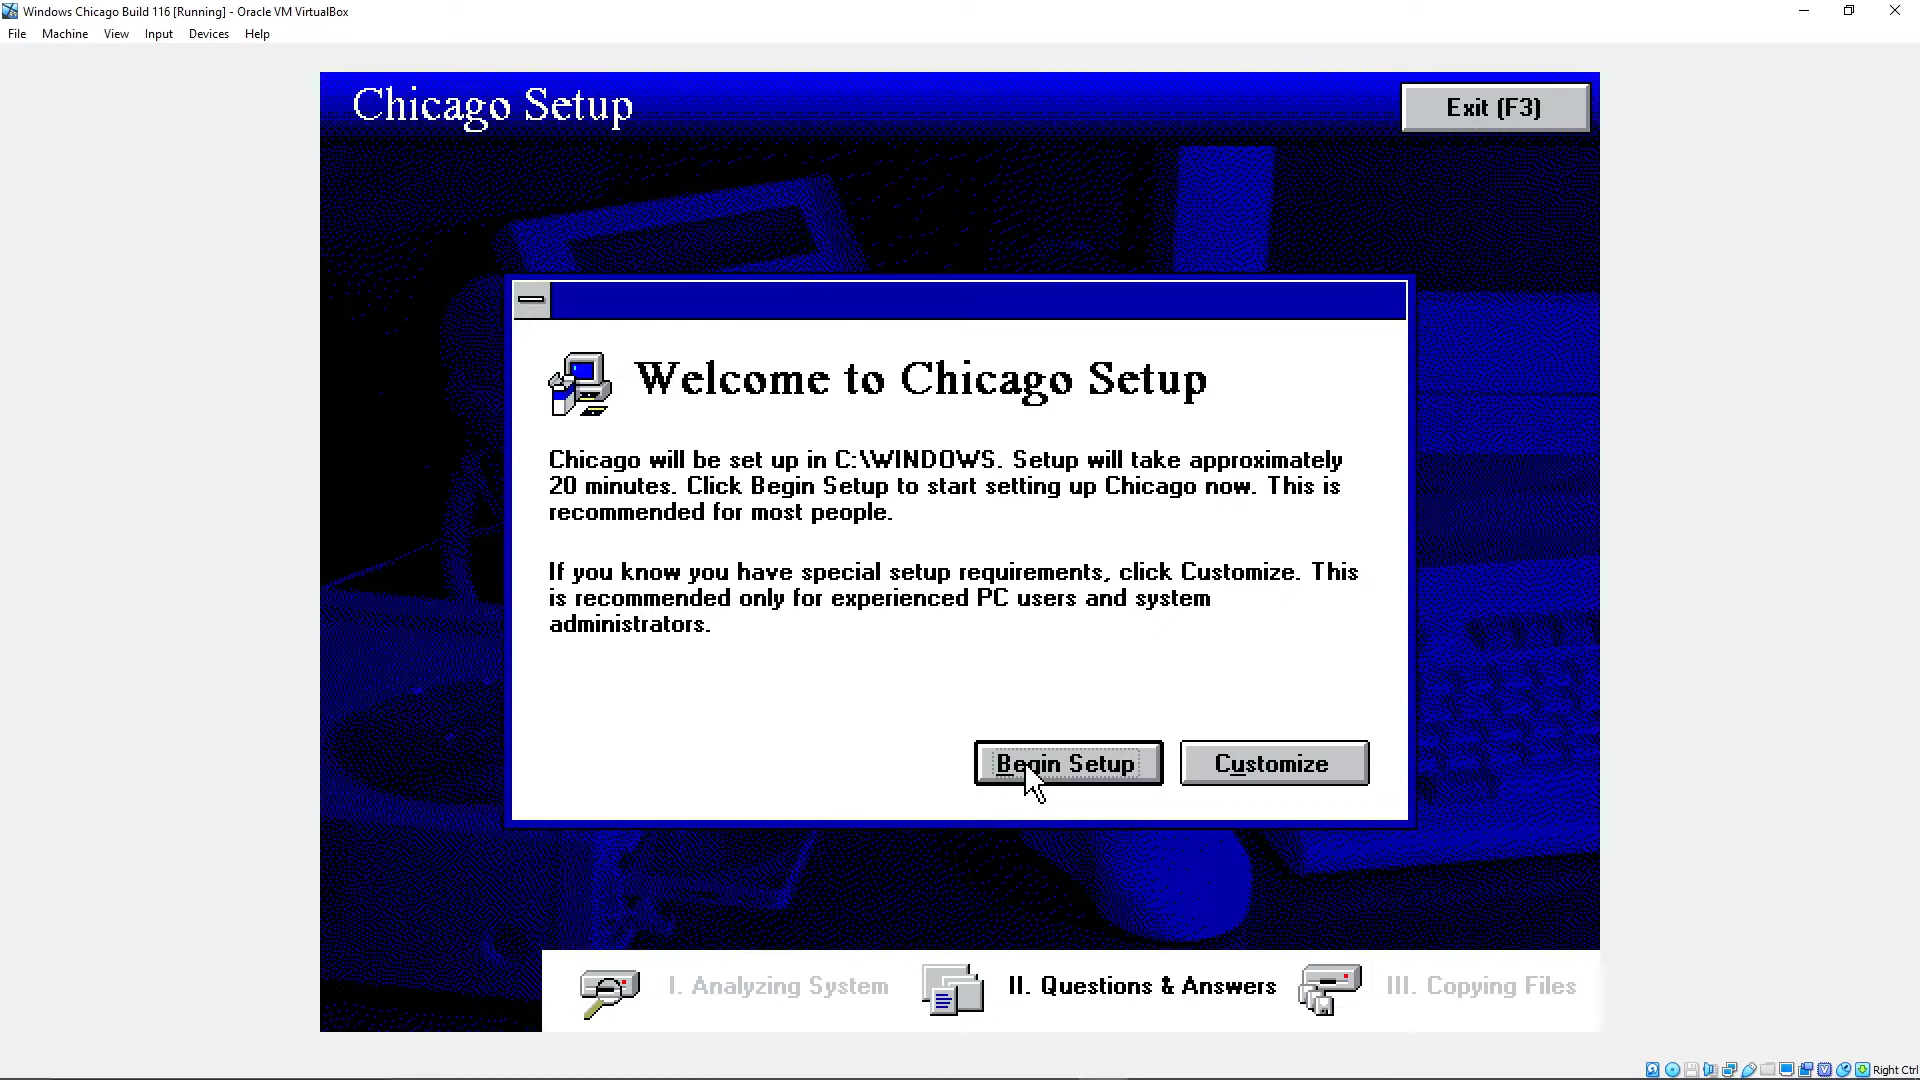 Windows Chicago Build 116 [Running] - Oracle VM VirtualBox
File Machine View Input Devices Help
Chicago Setup
Exit (F3)
Welcome to Chicago Setup
Chicago will be set up in C:\WINDOWS. Setup will take approximately
20 minutes. Click Begin Setup to start setting up Chicago now. This is
recommended for most people.
If you know you have special setup requirements, click Customize. This
is recommended only for experienced PC users and system
administrators.
Begin Setup Customize
I. Analyzing System II. Questions & Answers III. Copying Files
Right Ctrl